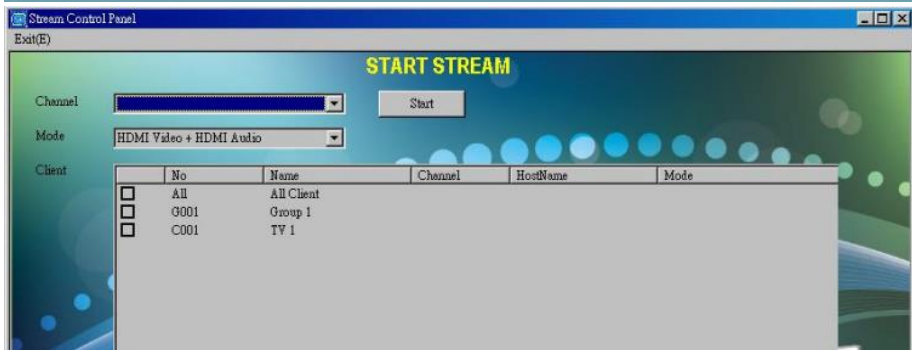 Stream Control Panel
Exit(E)
START STREAM
Channel
Start
Mode
HDMI Video + HDMI Audio
Client
No Name Channel HostName Mode
All All Client
G001 Group 1
C001 TV 1